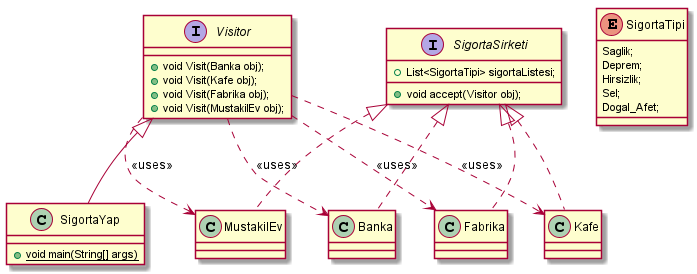 I Visitor
void Visit(Banka obj);
void Visit(Kafe obj);
void Visit(Fabrika obj);
void Visit(MustakilEv obj);
I SigortaSirketi
List<SigortaTipi> sigortaListesi;
void accept(Visitor obj);
E SigortaTipi
Saglik;
Deprem;
Hirsizlik;
Sel;
Dogal_Afet;
«uses»
«uses»
«uses»
«uses»
C SigortaYap
void main(String[] args)
C MustakilEv
C Banka
C Fabrika
C Kafe